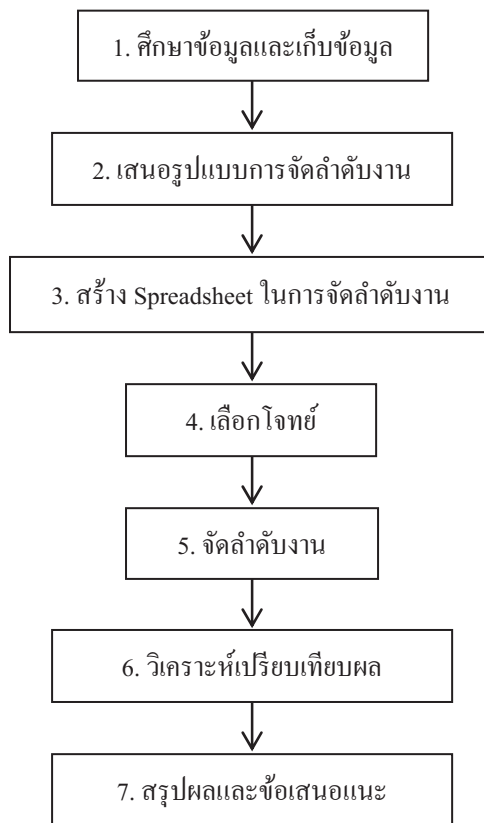 1. ศึกษาข้อมูลและเก็บข้อมูล
2. เสนอรูปแบบการจัดลำดับงาน
3. สร้าง Spreadsheet ในการจัดลำดับงาน
4. เลือกโจทย์
5. จัดลำดับงาน
6. วิเคราะห์เปรียบเทียบผล
7. สรุปผลและข้อเสนอแนะ